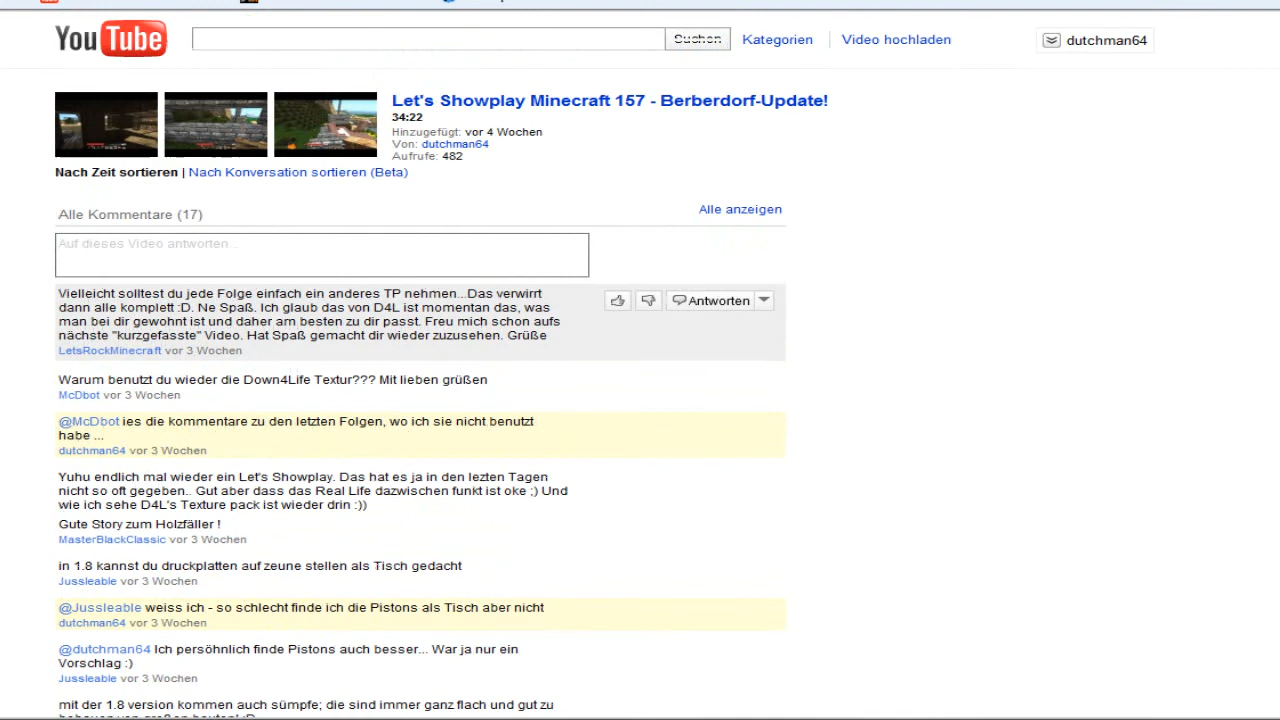 YouTube
Suchen
Kategorien
Video hochladen
dutchman64
Let's Showplay Minecraft 157 - Berberdorf-Update!
34:22
Hinzugefügt: vor 4 Wochen
Von: dutchman64
Aufrufe: 482
Nach Zeit sortieren | Nach Konversation sortieren (Beta)
Alle Kommentare (17)
Alle anzeigen
Auf dieses Video antworten...
Vielleicht solltest du jede Folge einfach ein anderes TP nehmen...Das verwirrt
dann alle komplett :D. Ne Spaß. Ich glaub das von D4L ist momentan das, was
man bei dir gewohnt ist und daher am besten zu dir passt. Freu mich schon aufs
nächste "kurzgefasste" Video. Hat Spaß gemacht dir wieder zuzusehen. Grüße
LetsRockMinecraft vor 3 Wochen
Antworten
Warum benutzt du wieder die Down4Life Textur??? Mit lieben grüßen
McDbot vor 3 Wochen
@McDbot ies die kommentare zu den letzten Folgen, wo ich sie nicht benutzt
habe ...
dutchman64 vor 3 Wochen
Yuhu endlich mal wieder ein Let's Showplay. Das hat es ja in den lezten Tagen
nicht so oft gegeben.. Gut aber dass das Real Life dazwischen funkt ist oke ;) Und
wie ich sehe D4L's Texture pack ist wieder drin :))
Gute Story zum Holzfäller !
MasterBlackClassic vor 3 Wochen
in 1.8 kannst du druckplatten auf zeune stellen als Tisch gedacht
Jussleable vor 3 Wochen
@Jussleable weiss ich - so schlecht finde ich die Pistons als Tisch aber nicht
dutchman64 vor 3 Wochen
@dutchman64 Ich persöhnlich finde Pistons auch besser... War ja nur ein
Vorschlag :)
Jussleable vor 3 Wochen
mit der 1.8 version kommen auch sümpfe; die sind immer ganz flach und gut zu